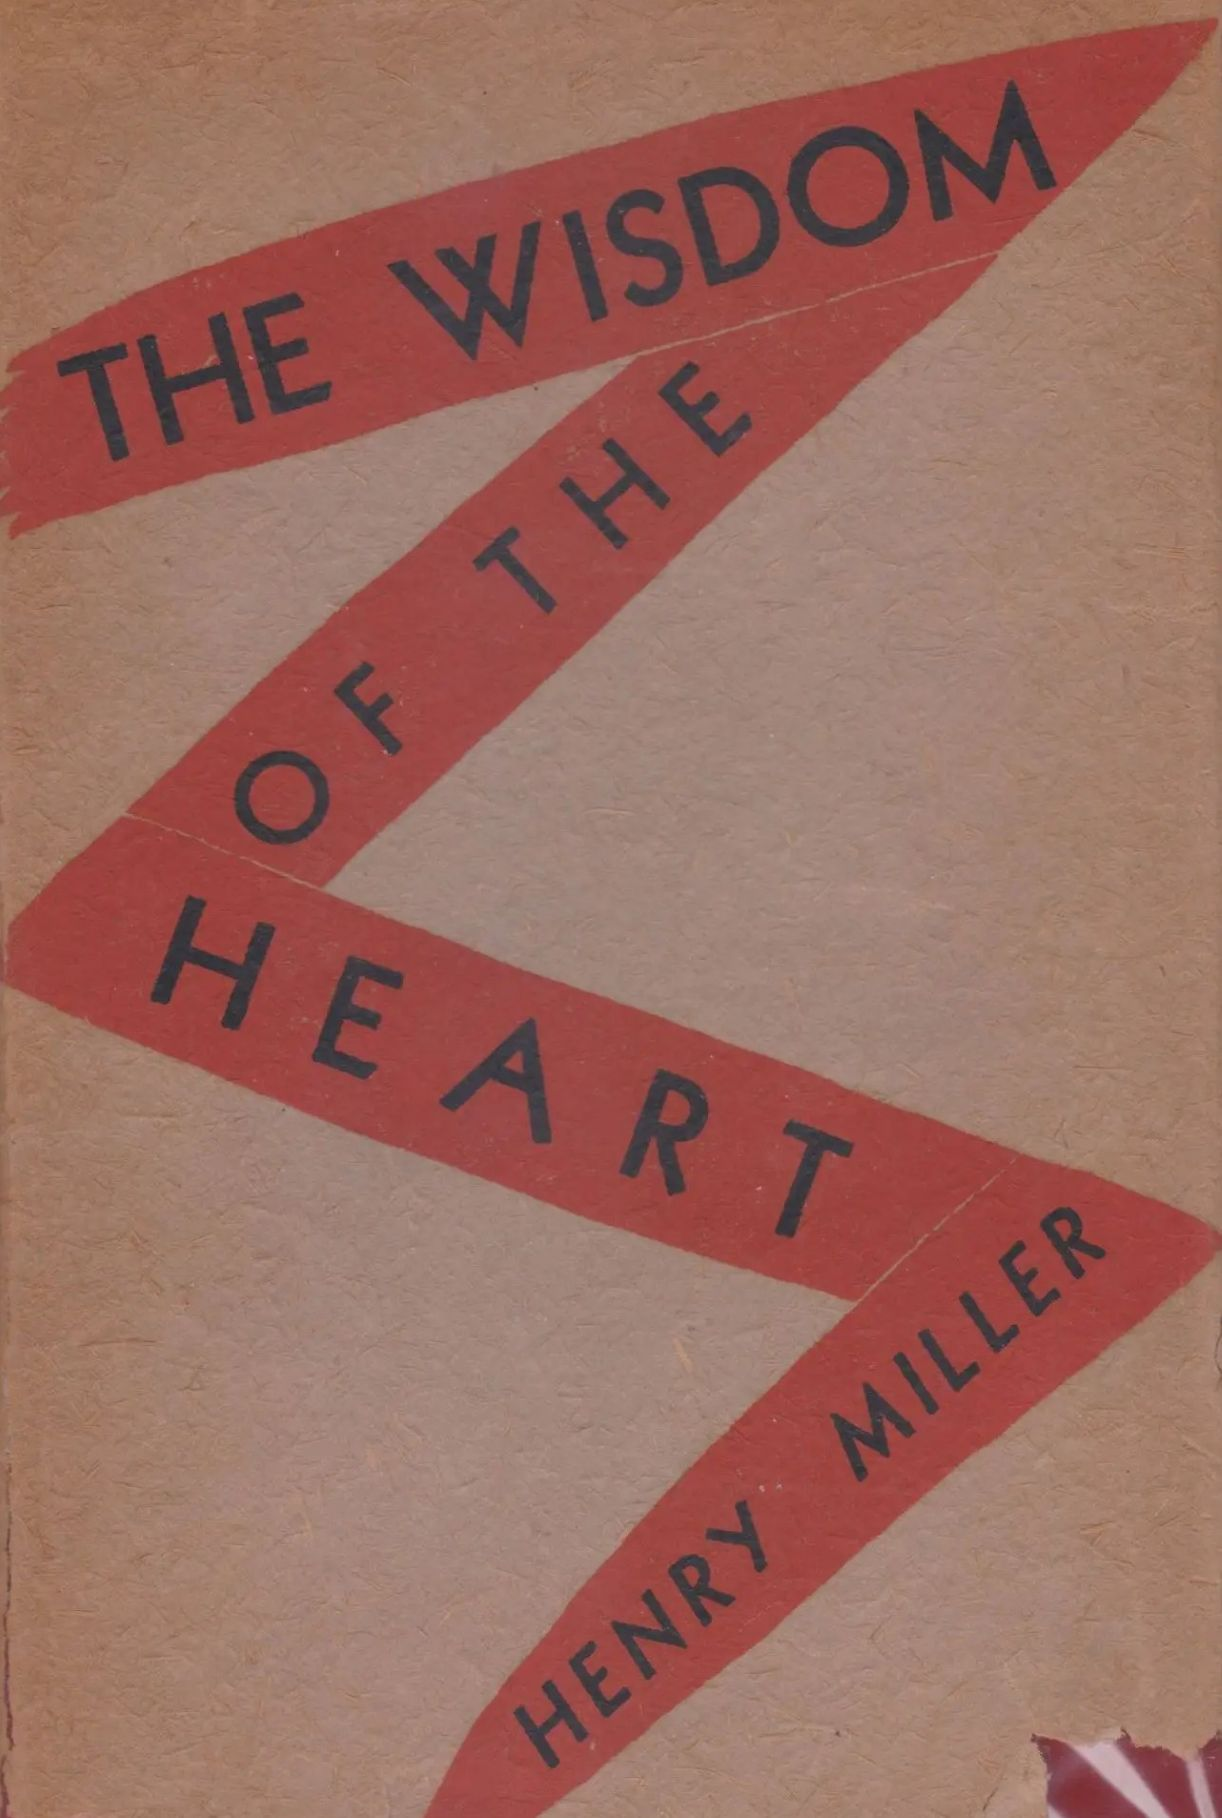 THE WISDOM
OF THE
HEART
HENRY MILLER